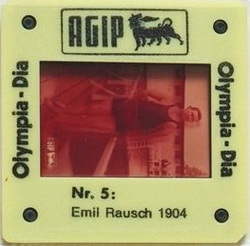 AGIP
Olympia-Dia
Olympia-Dia
Nr. 5:
Emil Rausch 1904